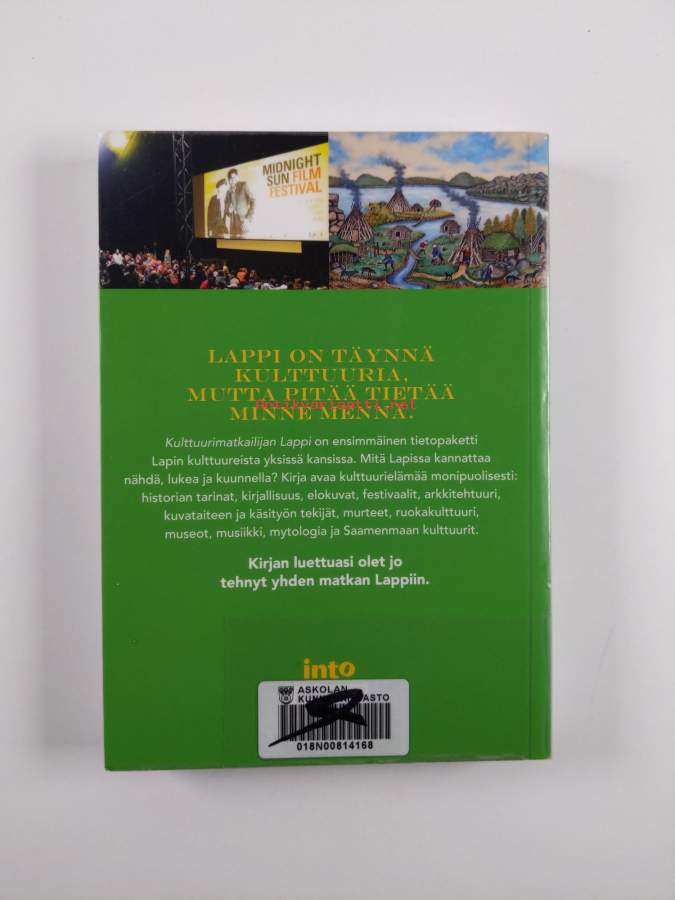 MIDNIGHT
SUN FILM
FESTIVAL
LAPPI ON TÄYNNÄ
KULTTUURIA,
MUTTA PITÄÄ TIETÄÄ
MINNE MENNÄ.
Antikvariaatti.net
Kulttuurimatkailijan Lappi on ensimmäinen tietopaketti
Lapin kulttuureista yksissä kansissa. Mitä Lapissa kannattaa
nähdä, lukea ja kuunnella? Kirja avaa kulttuurielämää monipuolisesti:
historian tarinat, kirjallisuus, elokuvat, festivaalit, arkkitehtuuri,
kuvataiteen ja käsityön tekijät, murteet, ruokakulttuuri,
museot, musiikki, mytologia ja Saamenmaan kulttuurit.
Kirjan luettuasi olet jo
tehnyt yhden matkan Lappiin.
into
ASKOLAN
018N00814168